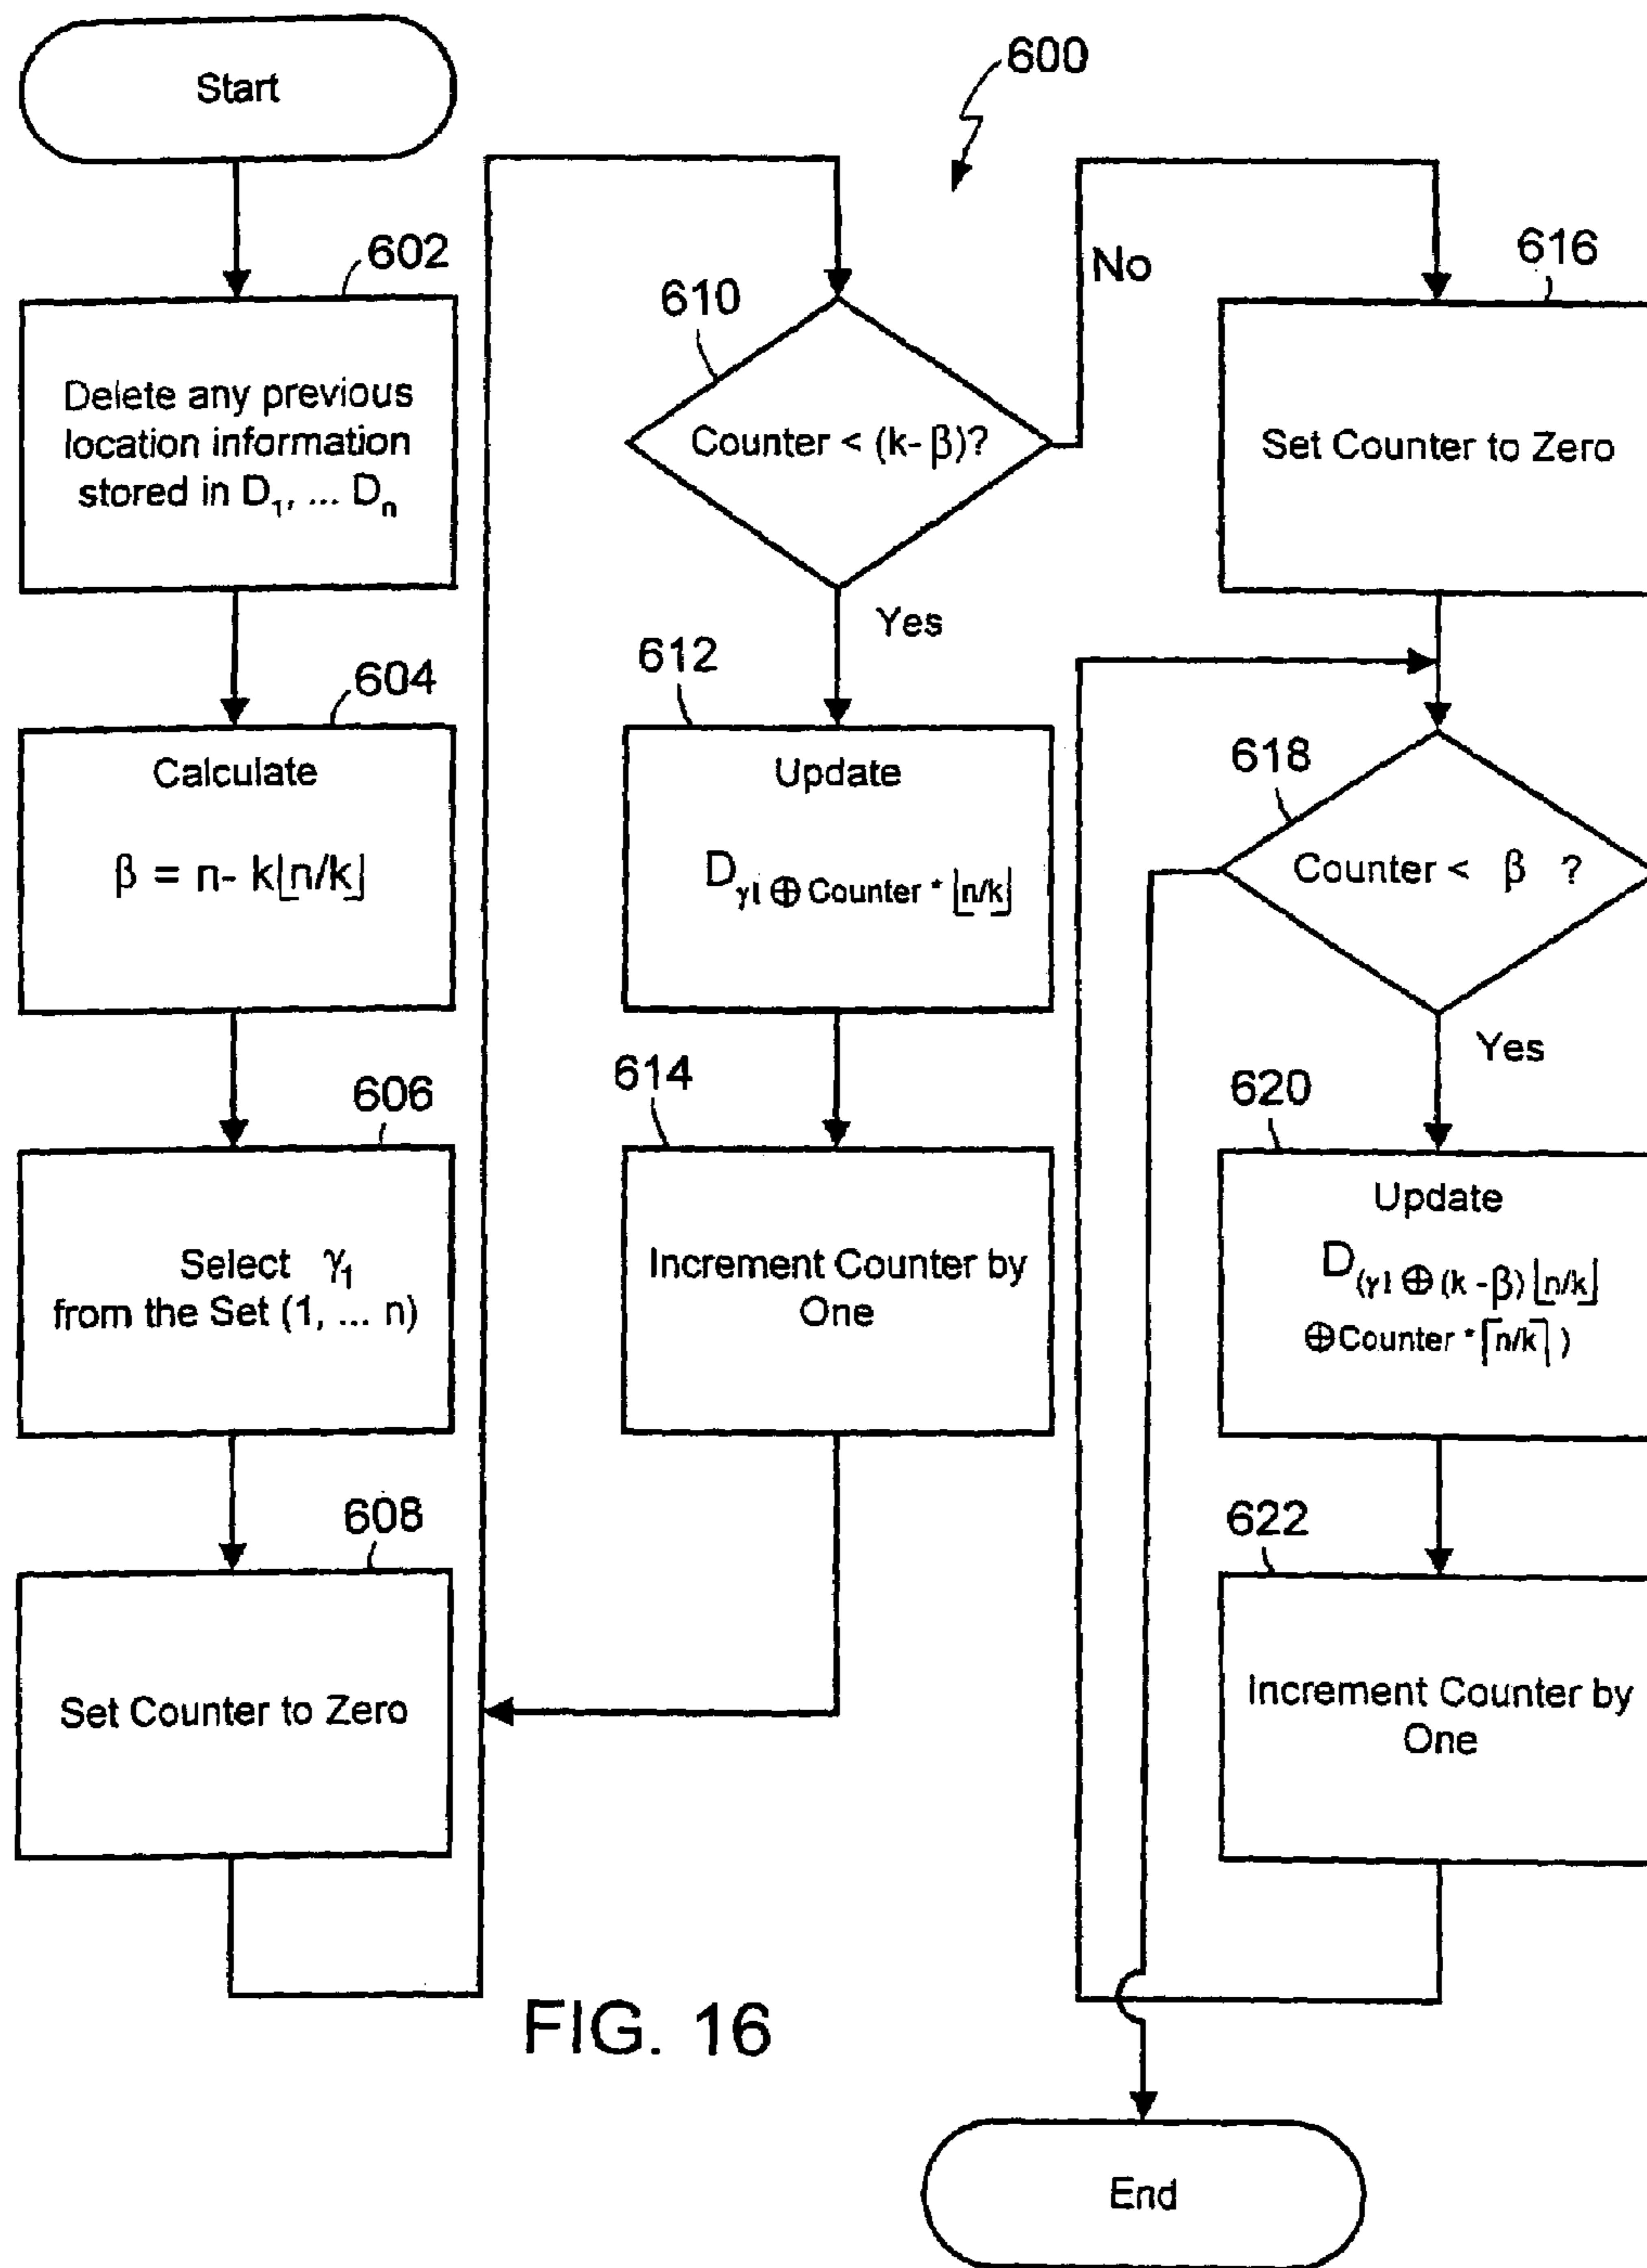 Start
602
Delete any previous
location information
stored in D₁, ... Dₙ
604
Calculate
β = n- k⌊n/k⌋
606
Select γ₁
from the Set (1, ... n)
608
Set Counter to Zero
600
610
Counter < (k- β)?
No
Yes
612
Update
D γ1 ⊕ Counter * ⌊n/k⌋
614
Increment Counter by
One
616
Set Counter to Zero
618
Counter < β ?
Yes
620
Update
D (γ1 ⊕ (k -β) ⌊n/k⌋
⊕Counter * ⌈n/k⌉ )
622
Increment Counter by
One
FIG. 16
End